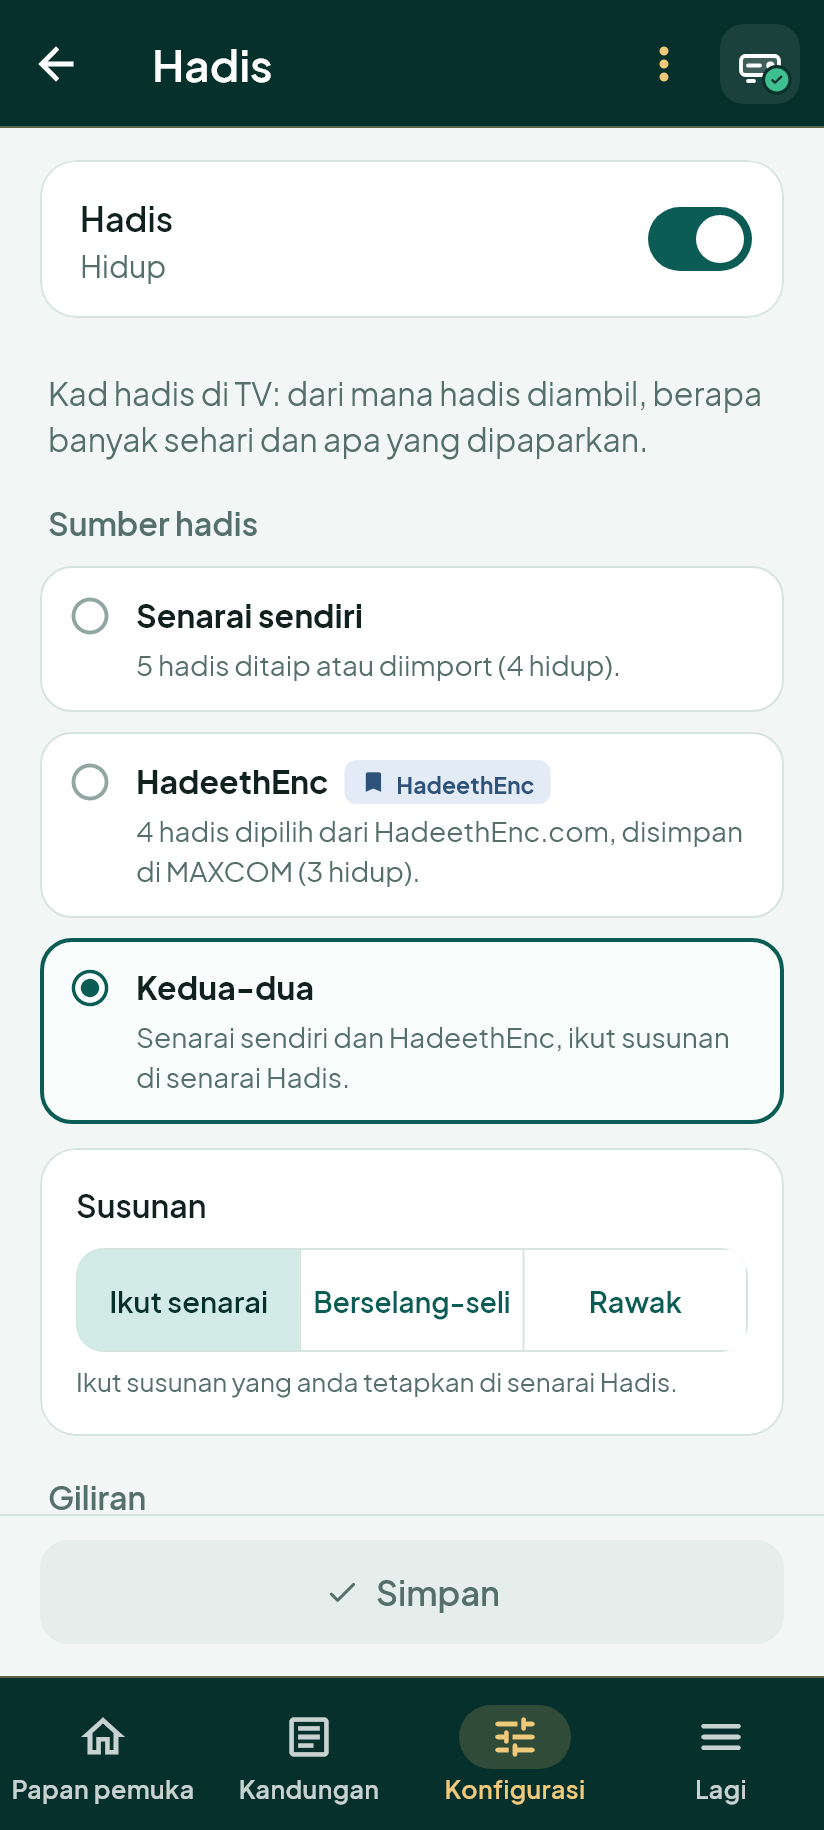 Hadis
Hadis
Hidup
Kad hadis di TV: dari mana hadis diambil, berapa
banyak sehari dan apa yang dipaparkan.
Sumber hadis
Senarai sendiri
5 hadis ditaip atau diimport (4 hidup).
HadeethEnc HadeethEnc
4 hadis dipilih dari HadeethEnc.com, disimpan
di MAXCOM (3 hidup).
Kedua-dua
Senarai sendiri dan HadeethEnc, ikut susunan
di senarai Hadis.
Susunan
Ikut senarai Berselang-seli Rawak
Ikut susunan yang anda tetapkan di senarai Hadis.
Giliran
Simpan
Papan pemuka Kandungan Konfigurasi Lagi